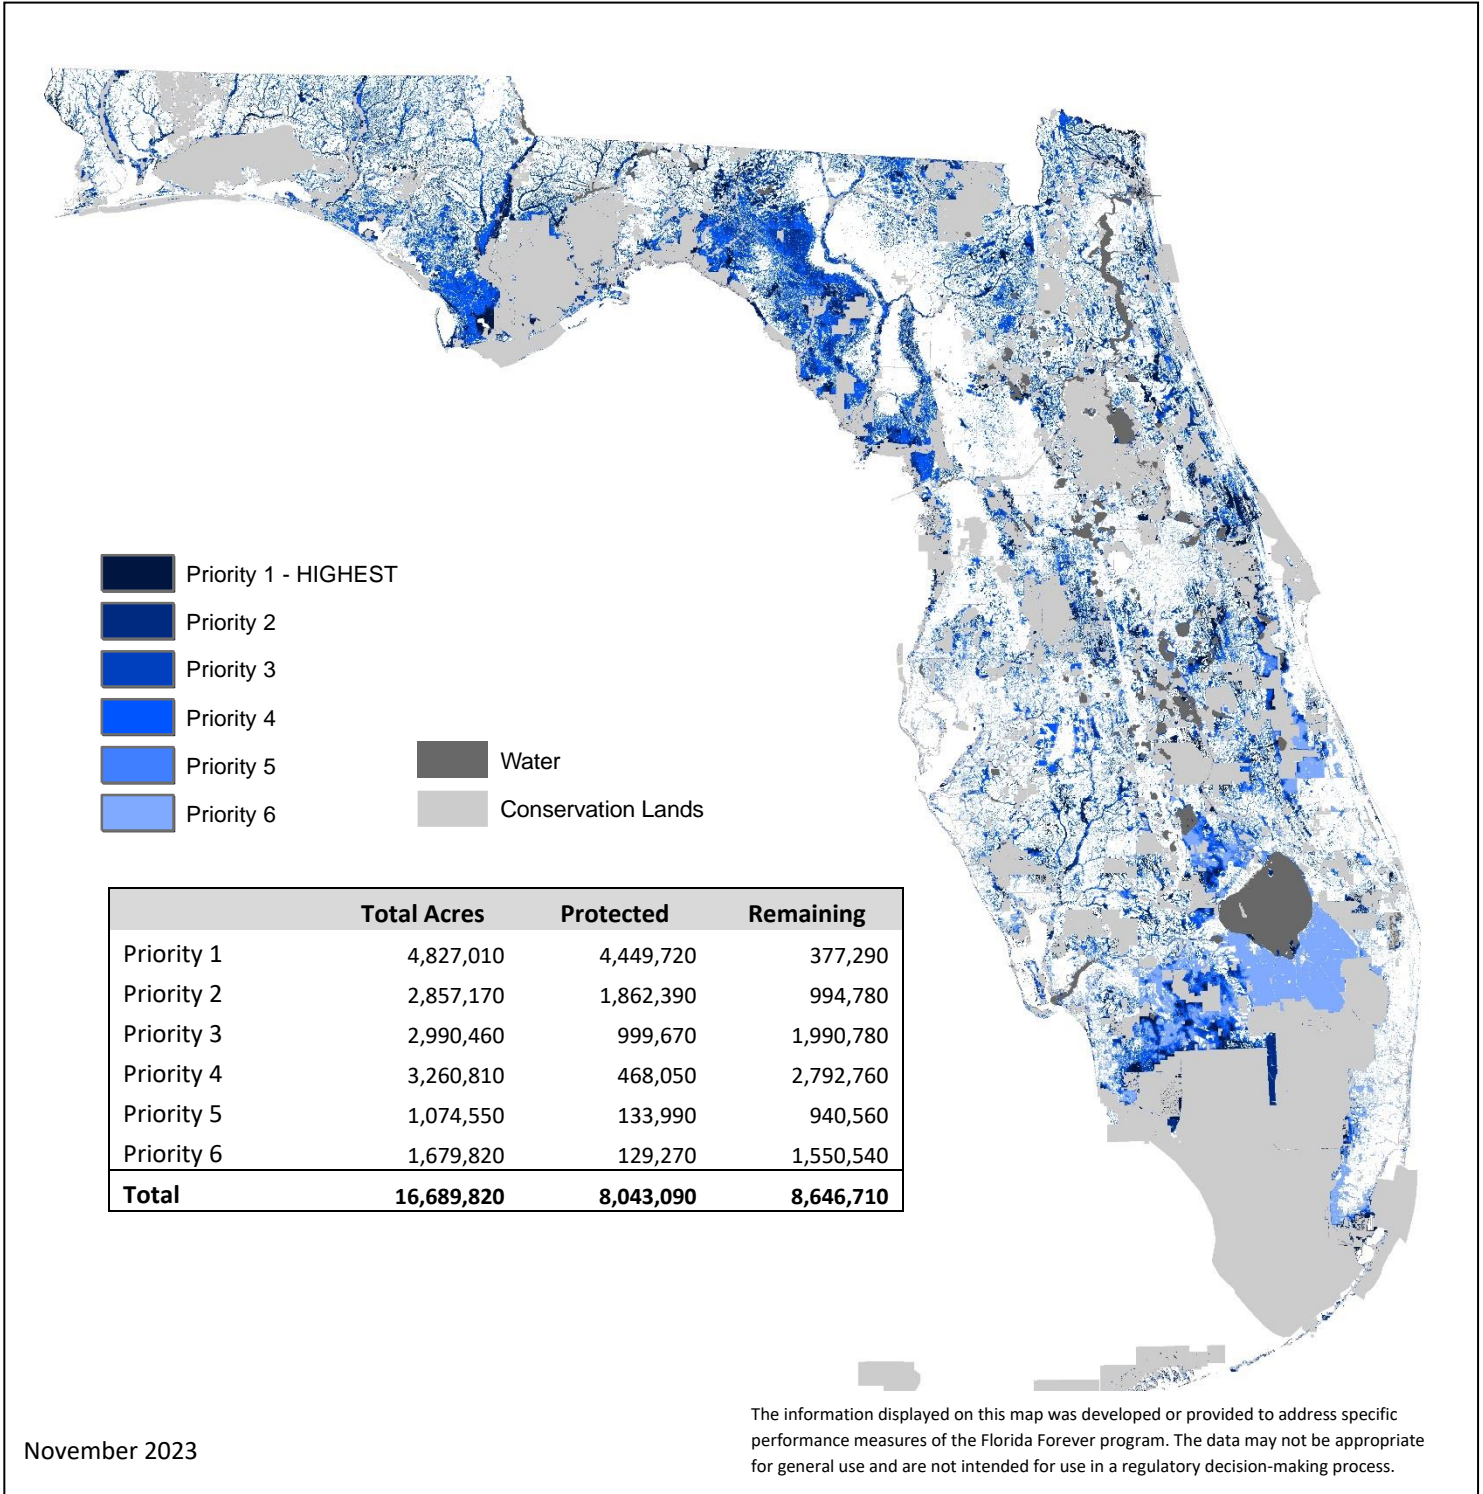 Priority 1 - HIGHEST
Priority 2
Priority 3
Priority 4
Priority 5
Priority 6
Water
Conservation Lands
Total Acres Protected Remaining
Priority 1 4,827,010 4,449,720 377,290
Priority 2 2,857,170 1,862,390 994,780
Priority 3 2,990,460 999,670 1,990,780
Priority 4 3,260,810 468,050 2,792,760
Priority 5 1,074,550 133,990 940,560
Priority 6 1,679,820 129,270 1,550,540
Total 16,689,820 8,043,090 8,646,710
November 2023
The information displayed on this map was developed or provided to address specific
performance measures of the Florida Forever program. The data may not be appropriate
for general use and are not intended for use in a regulatory decision-making process.